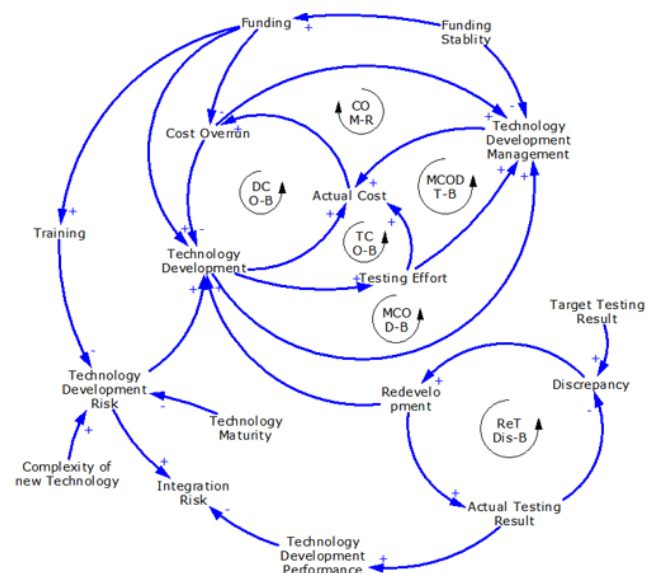 Funding
Funding
Stablity
Cost Overrun
CO
M-R
Technology
Development
Management
DC
O-B
Actual Cost
MCOD
T-B
Training
TC
O-B
Technology
Development
Testing Effort
MCO
D-B
Target Testing
Result
Technology
Development
Risk
Redevelo
pment
Discrepancy
Technology
Maturity
ReT
Dis-B
Complexity of
new Technology
Integration
Risk
Actual Testing
Result
Technology
Development
Performance